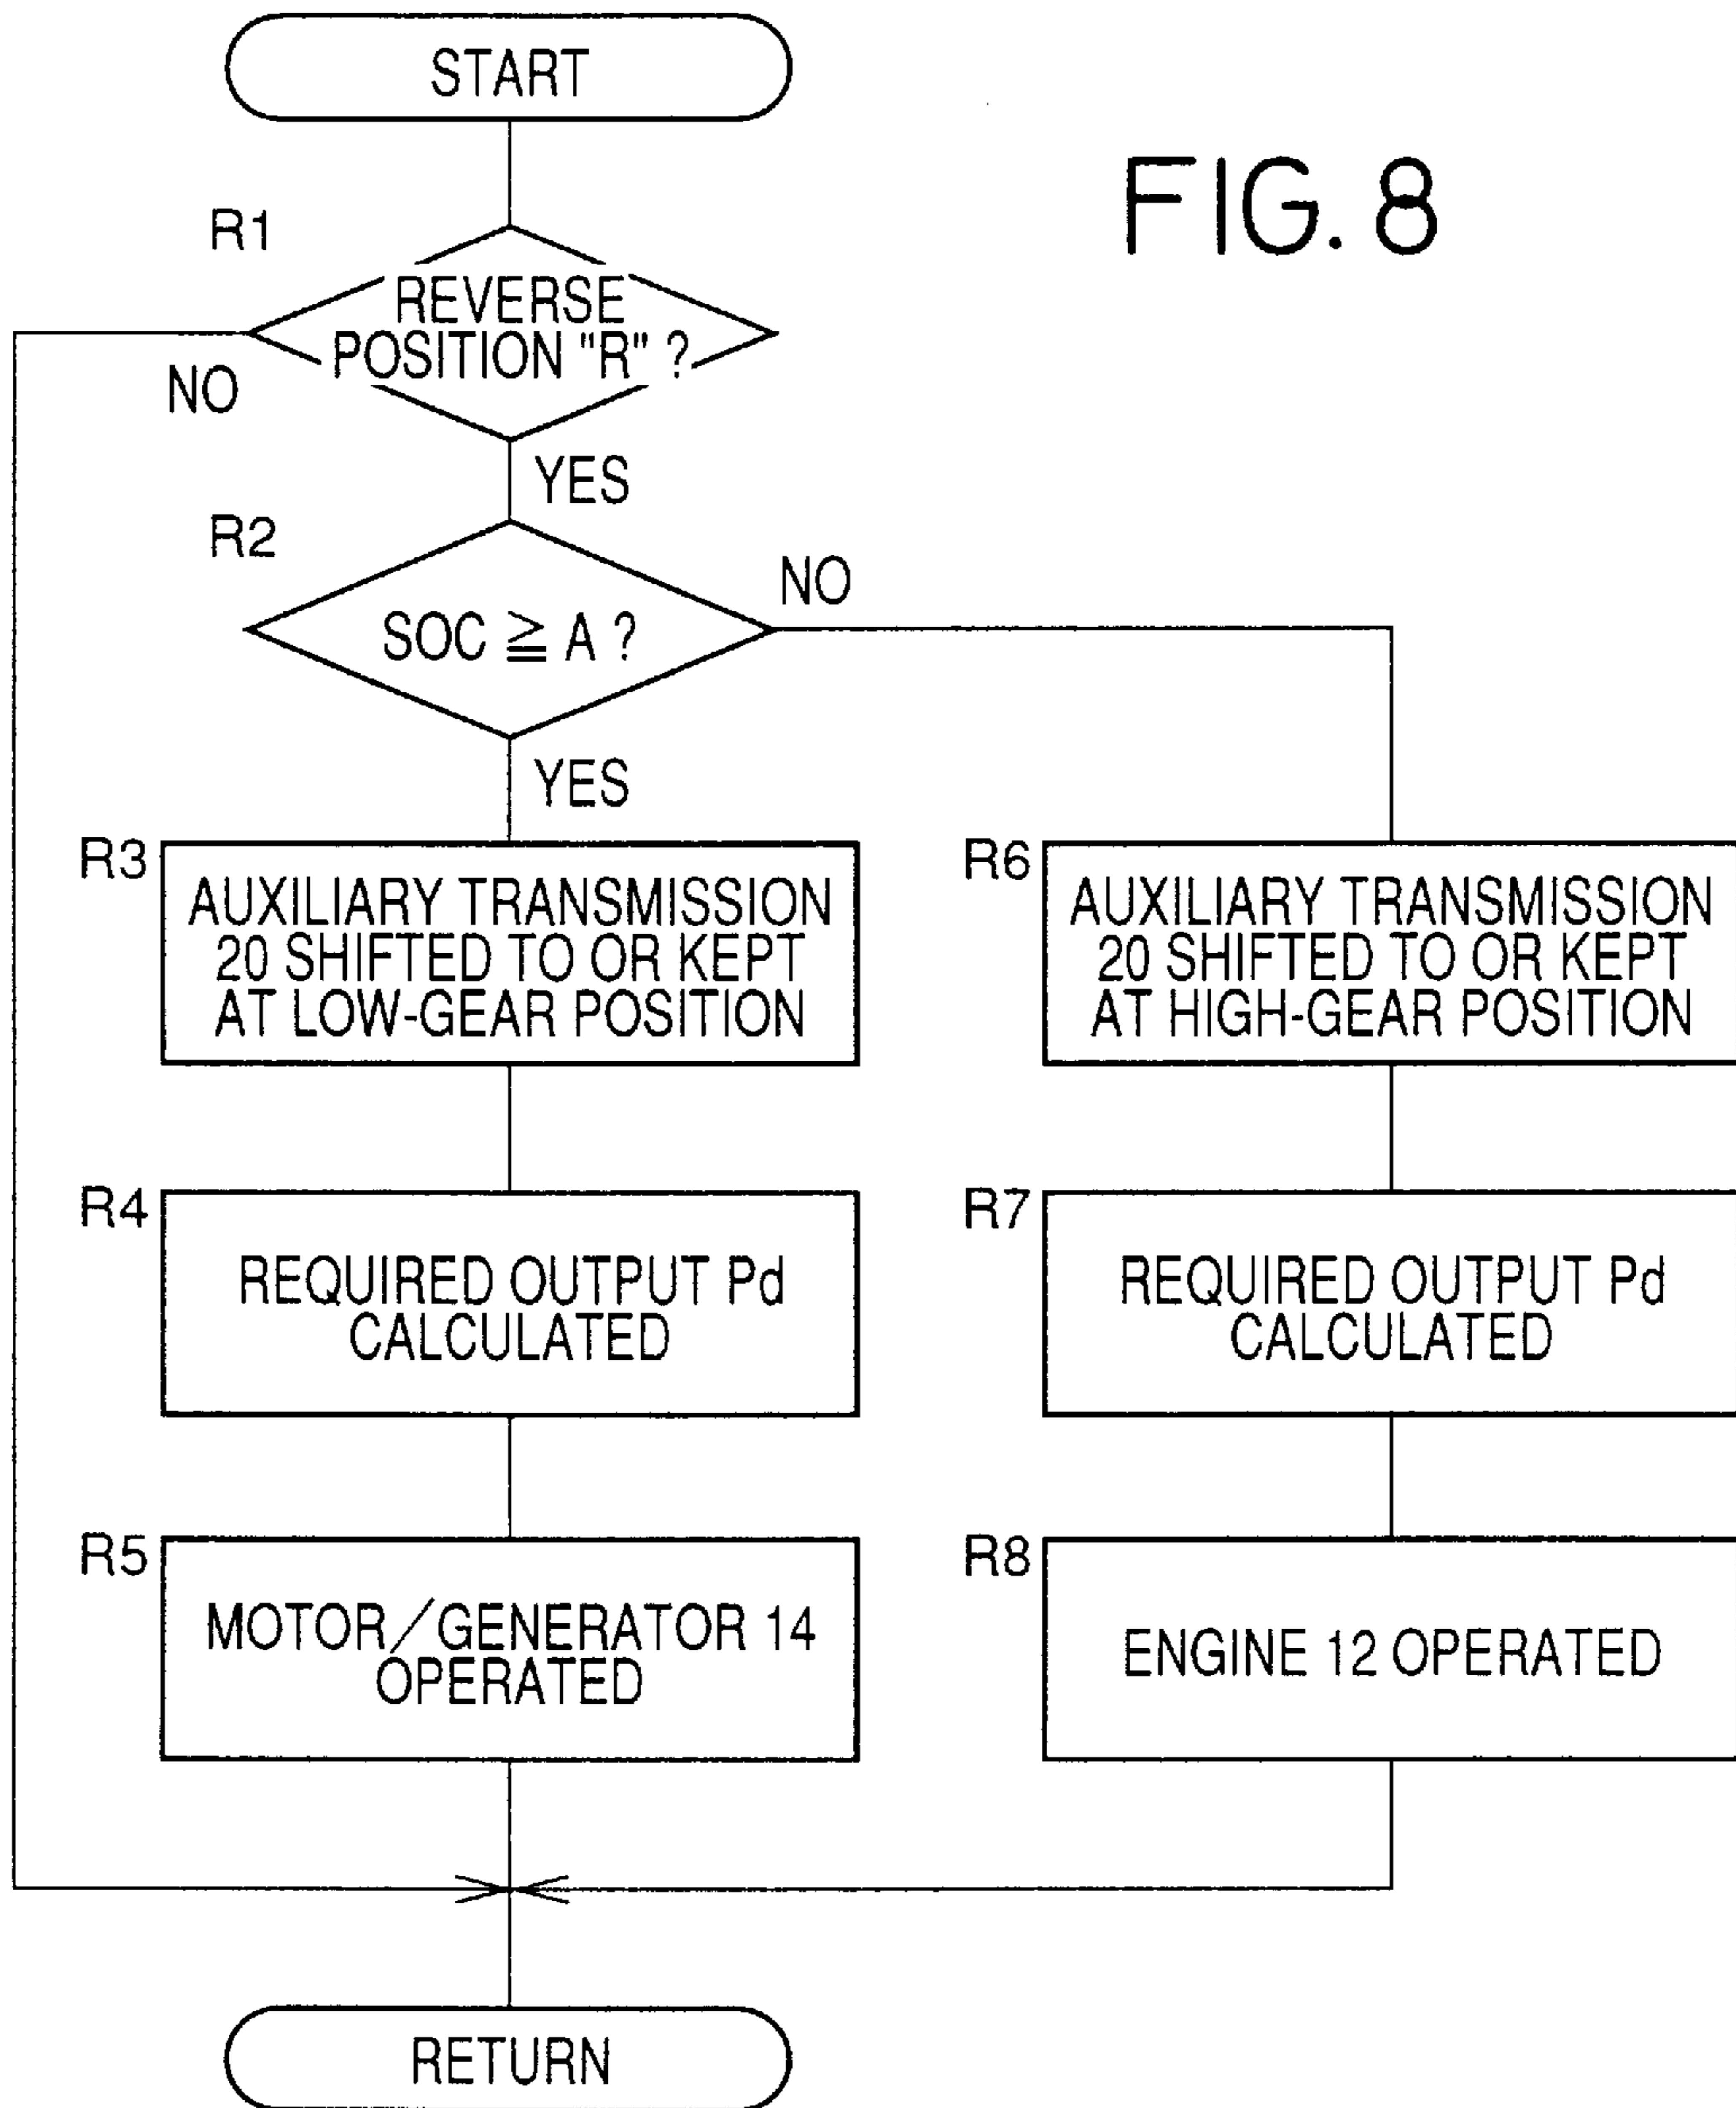 START
FIG. 8
R1
REVERSE
POSITION "R" ?
NO
YES
R2
NO
SOC ≧ A ?
YES
R3
AUXILIARY TRANSMISSION
20 SHIFTED TO OR KEPT
AT LOW-GEAR POSITION
R6
AUXILIARY TRANSMISSION
20 SHIFTED TO OR KEPT
AT HIGH-GEAR POSITION
R4
REQUIRED OUTPUT Pd
CALCULATED
R7
REQUIRED OUTPUT Pd
CALCULATED
R5
MOTOR/GENERATOR 14
OPERATED
R8
ENGINE 12 OPERATED
RETURN